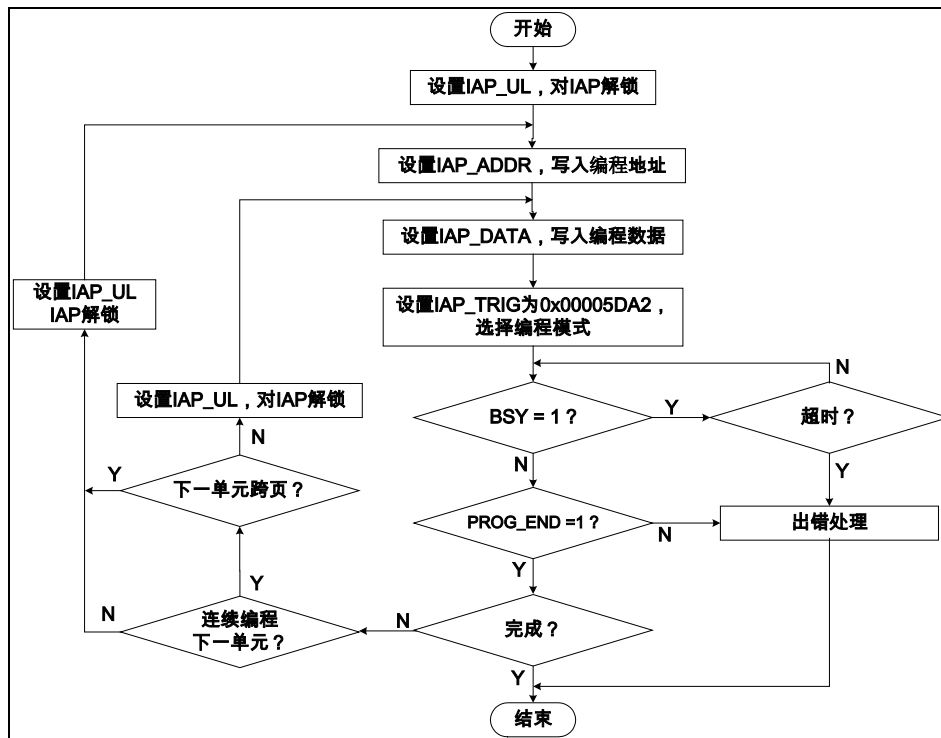 开始
设置IAP_UL，对IAP解锁
设置IAP_ADDR，写入编程地址
设置IAP_DATA，写入编程数据
设置IAP_UL
IAP解锁
设置IAP_TRIG为0x00005DA2，
选择编程模式
N
设置IAP_UL，对IAP解锁
BSY = 1？
Y
超时？
N
Y
下一单元跨页？
N
Y
PROG_END =1？
N
出错处理
Y
Y
N
连续编程
下一单元？
N
完成？
Y
结束